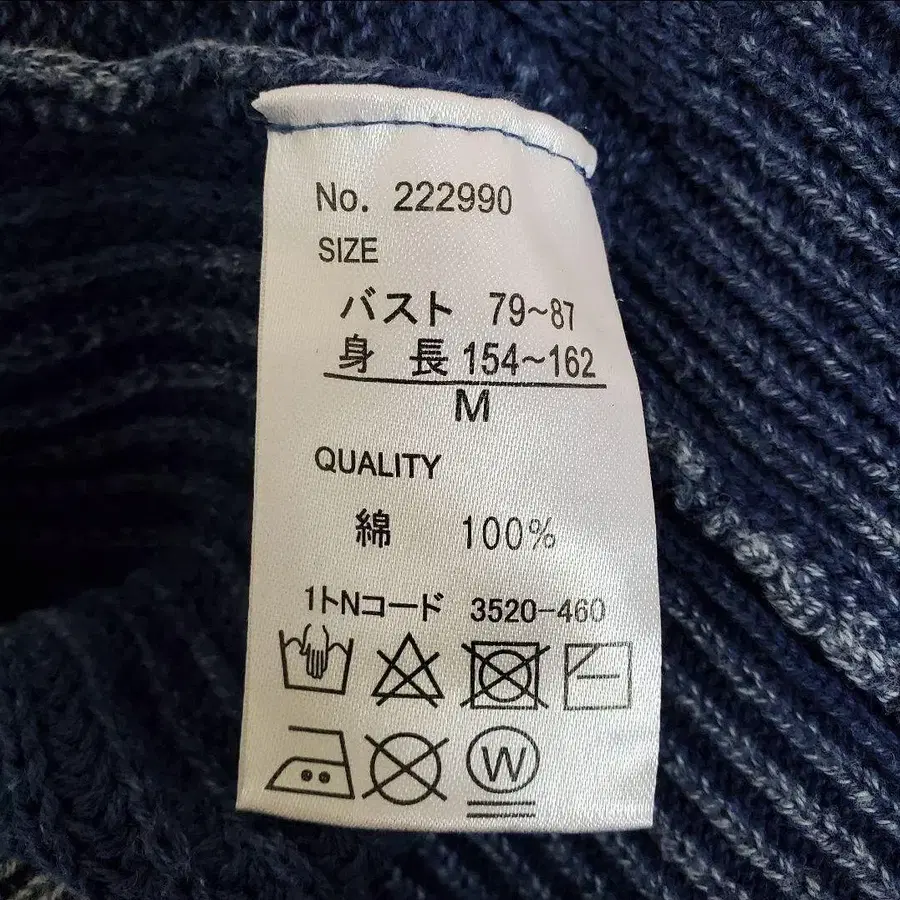 No. 222990
SIZE
バスト 79~87
身 長 154~162
M
QUALITY
綿 100%
1トNコード 3520-460
W